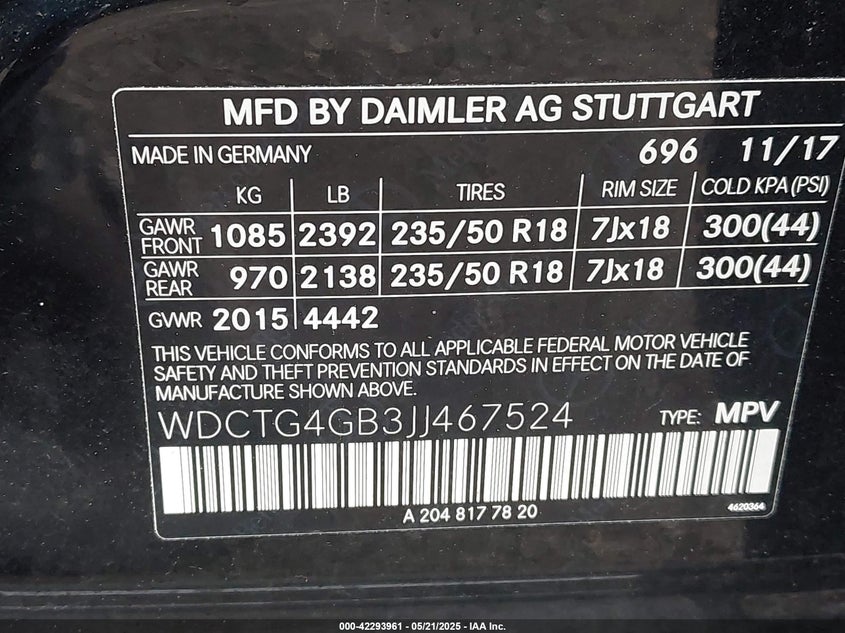 MFD BY DAIMLER AG STUTTGART
MADE IN GERMANY 696 11/17
KG LB TIRES RIM SIZE COLD KPA (PSI)
GAWR FRONT 1085 2392 235/50 R18 7Jx18 300(44)
GAWR REAR 970 2138 235/50 R18 7Jx18 300(44)
GVWR 2015 4442
THIS VEHICLE CONFORMS TO ALL APPLICABLE FEDERAL MOTOR VEHICLE
SAFETY AND THEFT PREVENTION STANDARDS IN EFFECT ON THE DATE OF
MANUFACTURE SHOWN ABOVE.
WDCTG4GB3JJ467524 TYPE: MPV
A 204 817 78 20 4620364
000-42293961 - 05/21/2025 - IAA Inc.